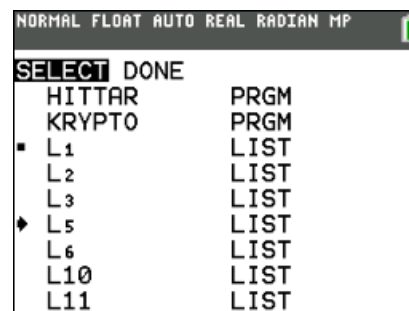 NORMAL FLOAT AUTO REAL RADIAN MP
SELECT DONE
HITTAR PRGM
KRYPTO PRGM
▪ L₁ LIST
L₂ LIST
L₃ LIST
➧ L₅ LIST
L₆ LIST
L10 LIST
L11 LIST